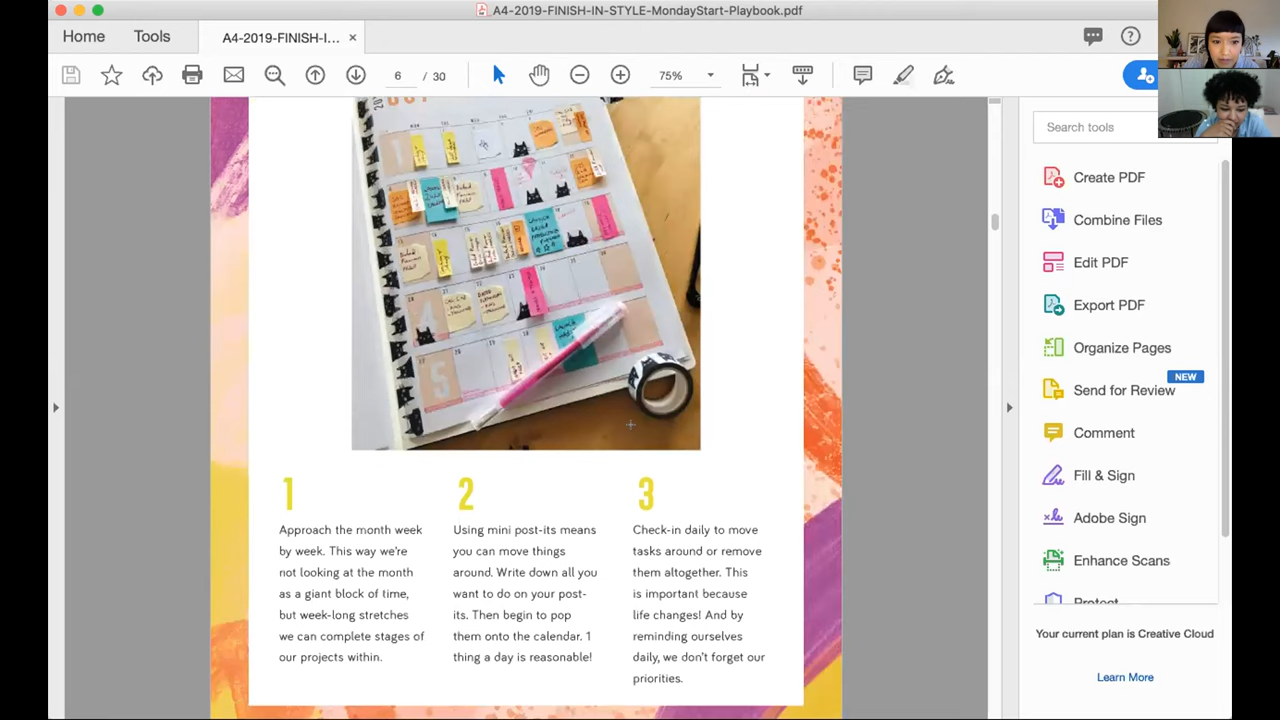 A4-2019-FINISH-IN-STYLE-MondayStart-Playbook.pdf
Home Tools A4-2019-FINISH-I... ×
6 / 30 75%
Search tools
Create PDF
Combine Files
Edit PDF
Export PDF
Organize Pages
NEW
Send for Review
Comment
Fill & Sign
Adobe Sign
Enhance Scans
Protect
Your current plan is Creative Cloud
Learn More
1
Approach the month week
by week. This way we're
not looking at the month
as a giant block of time,
but week-long stretches
we can complete stages of
our projects within.
2
Using mini post-its means
you can move things
around. Write down all you
want to do on your post-
its. Then begin to pop
them onto the calendar. 1
thing a day is reasonable!
3
Check-in daily to move
tasks around or remove
them altogether. This
is important because
life changes! And by
reminding ourselves
daily, we don't forget our
priorities.